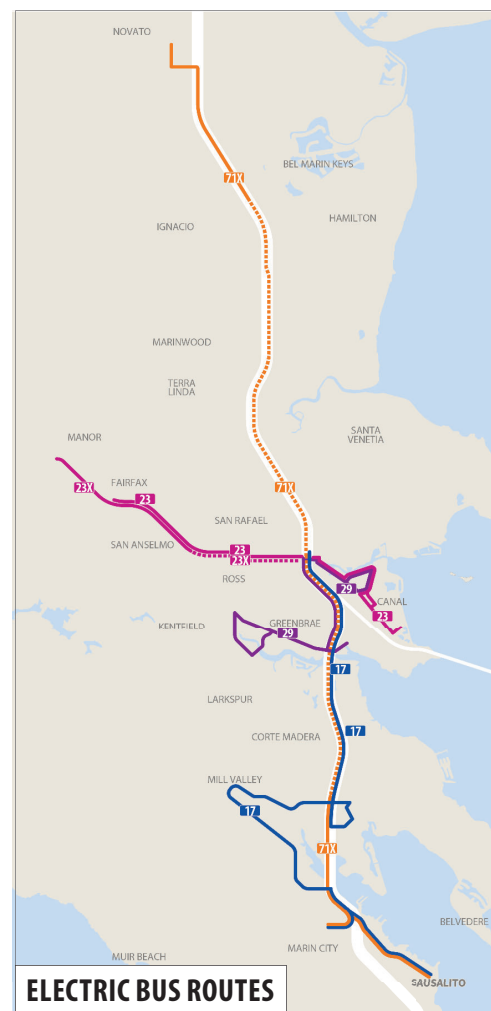 NOVATO
BEL MARIN KEYS
71X
HAMILTON
IGNACIO
MARINWOOD
TERRA
LINDA
SANTA
VENETIA
MANOR
FAIRFAX
23X
71X
23
SAN RAFAEL
SAN ANSELMO
23
23X
ROSS
29
CANAL
23
GREENBRAE
KENTFIELD
29
17
LARKSPUR
17
CORTE MADERA
MILL VALLEY
17
71X
BELVEDERE
MARIN CITY
MUIR BEACH
SAUSALITO
ELECTRIC BUS ROUTES